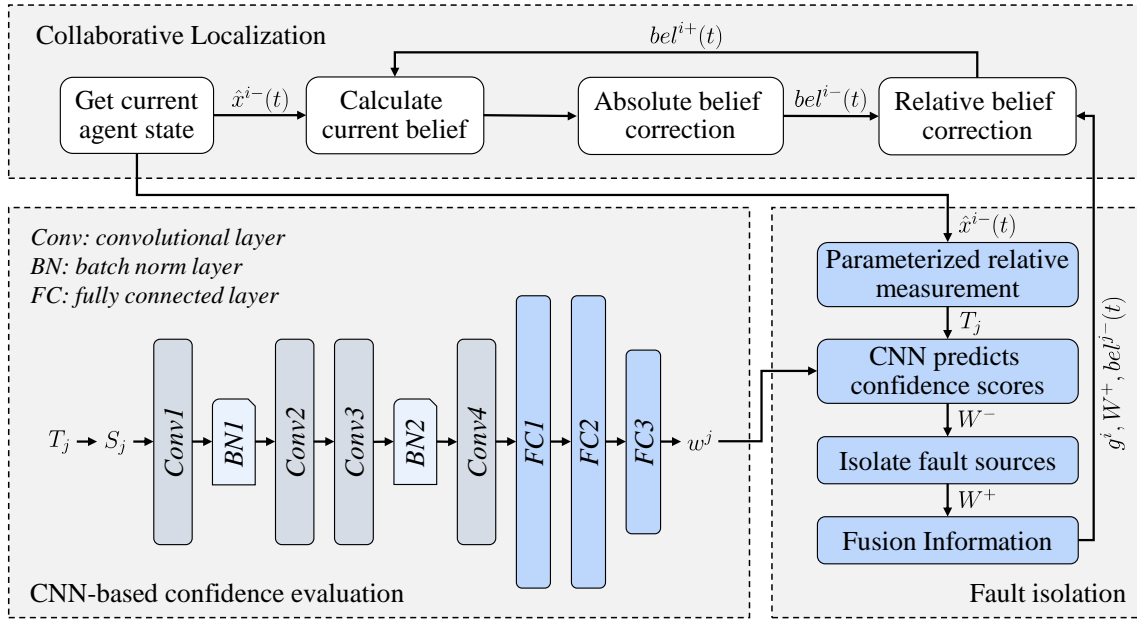 Collaborative Localization
bel^{i+}(t)
Get current
agent state
x̂^{i-}(t)
Calculate
current belief
Absolute belief
correction
bel^{i-}(t)
Relative belief
correction
Conv: convolutional layer
BN: batch norm layer
FC: fully connected layer
T_j
S_j
Conv1
BN1
Conv2
Conv3
BN2
Conv4
FC1
FC2
FC3
w^j
CNN-based confidence evaluation
x̂^{i-}(t)
Parameterized relative
measurement
T_j
CNN predicts
confidence scores
W^-
Isolate fault sources
W^+
Fusion Information
g^i, W^+, bel^{j-}(t)
Fault isolation